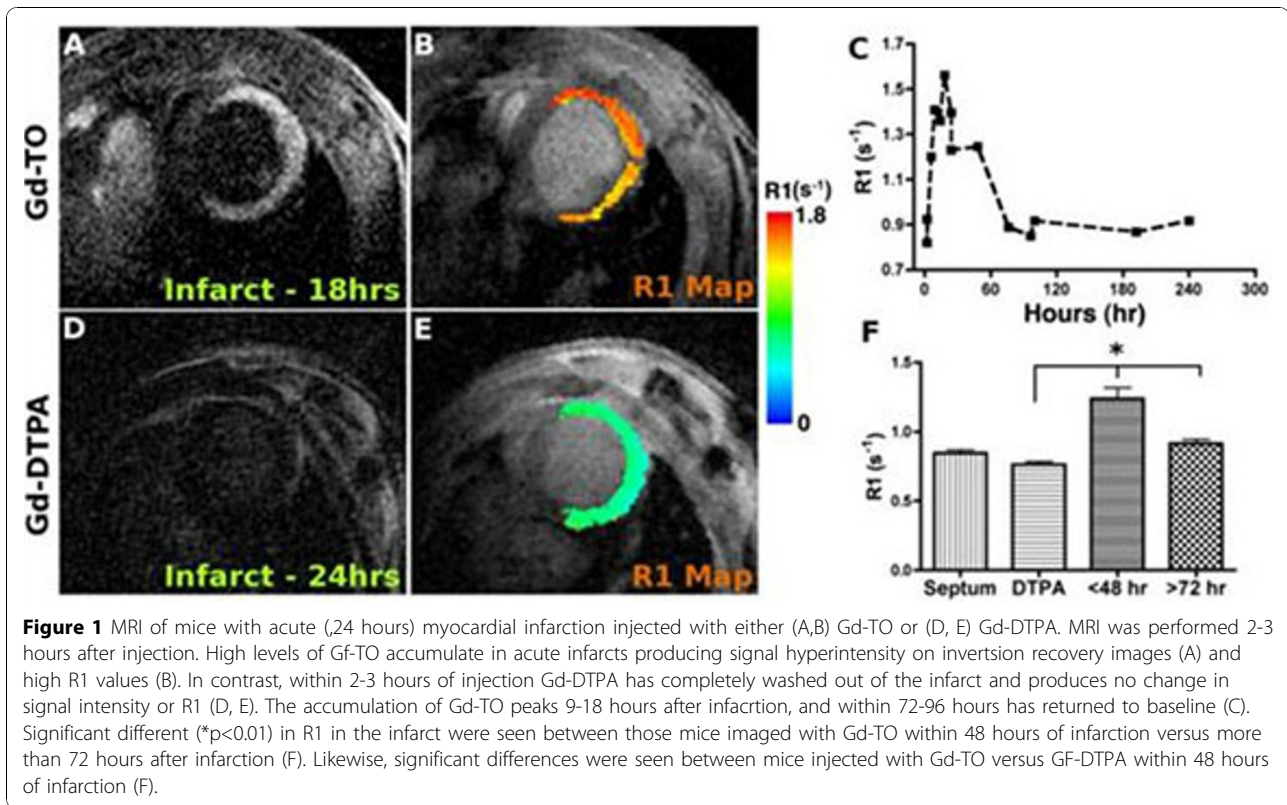 A
B
Gd-TO
Infarct - 18hrs
R1 Map
R1(s⁻¹)
1.8
0
C
1.7
1.5
1.3
1.1
0.9
0.7
R1 (s⁻¹)
0 60 120 180 240 300
Hours (hr)
D
E
Gd-DTPA
Infarct - 24hrs
R1 Map
F
*
1.5
1.0
0.5
0.0
R1 (s⁻¹)
Septum DTPA <48 hr >72 hr
Figure 1 MRI of mice with acute (,24 hours) myocardial infarction injected with either (A,B) Gd-TO or (D, E) Gd-DTPA. MRI was performed 2-3
hours after injection. High levels of Gf-TO accumulate in acute infarcts producing signal hyperintensity on invertsion recovery images (A) and
high R1 values (B). In contrast, within 2-3 hours of injection Gd-DTPA has completely washed out of the infarct and produces no change in
signal intensity or R1 (D, E). The accumulation of Gd-TO peaks 9-18 hours after infacrtion, and within 72-96 hours has returned to baseline (C).
Significant different (*p<0.01) in R1 in the infarct were seen between those mice imaged with Gd-TO within 48 hours of infarction versus more
than 72 hours after infarction (F). Likewise, significant differences were seen between mice injected with Gd-TO versus GF-DTPA within 48 hours
of infarction (F).